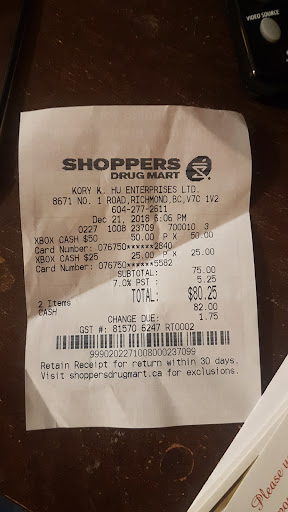 VIDEO SOURCE
SHOPPERS
DRUG MART
KORY K. HU ENTERPRISES LTD.
8671 NO. 1 ROAD,RICHMOND,BC,V7C 1V2
604-277-2611
Dec 21, 2018 6:06 PM
0227 1008 23709 700010 3
XBOX CASH $50 50.00 P X 50.00
Card Number: 076750******2840
XBOX CASH $25 25.00 P X 25.00
Card Number: 076750******5582
SUBTOTAL: 75.00
7.0% PST : 5.25
TOTAL: $80.25
2 Items
CASH 82.00
CHANGE DUE: 1.75
GST #: 81570 6247 RT0002
9990202271008000237099
Retain Receipt for return within 30 days.
Visit shoppersdrugmart.ca for exclusions.
Please